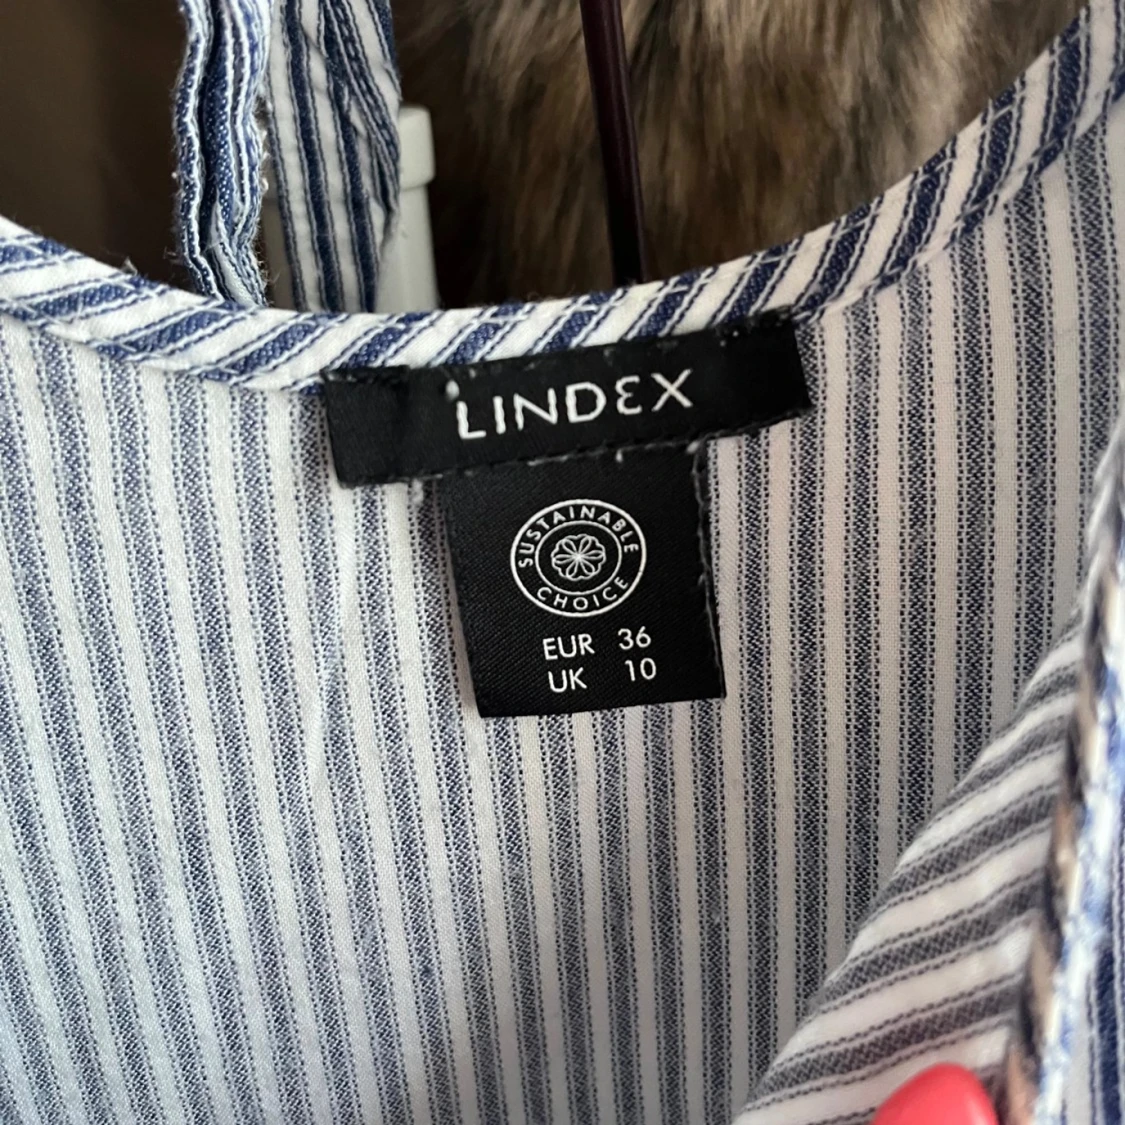 LINDEX
SUSTAINABLE
CHOICE
EUR 36
UK 10